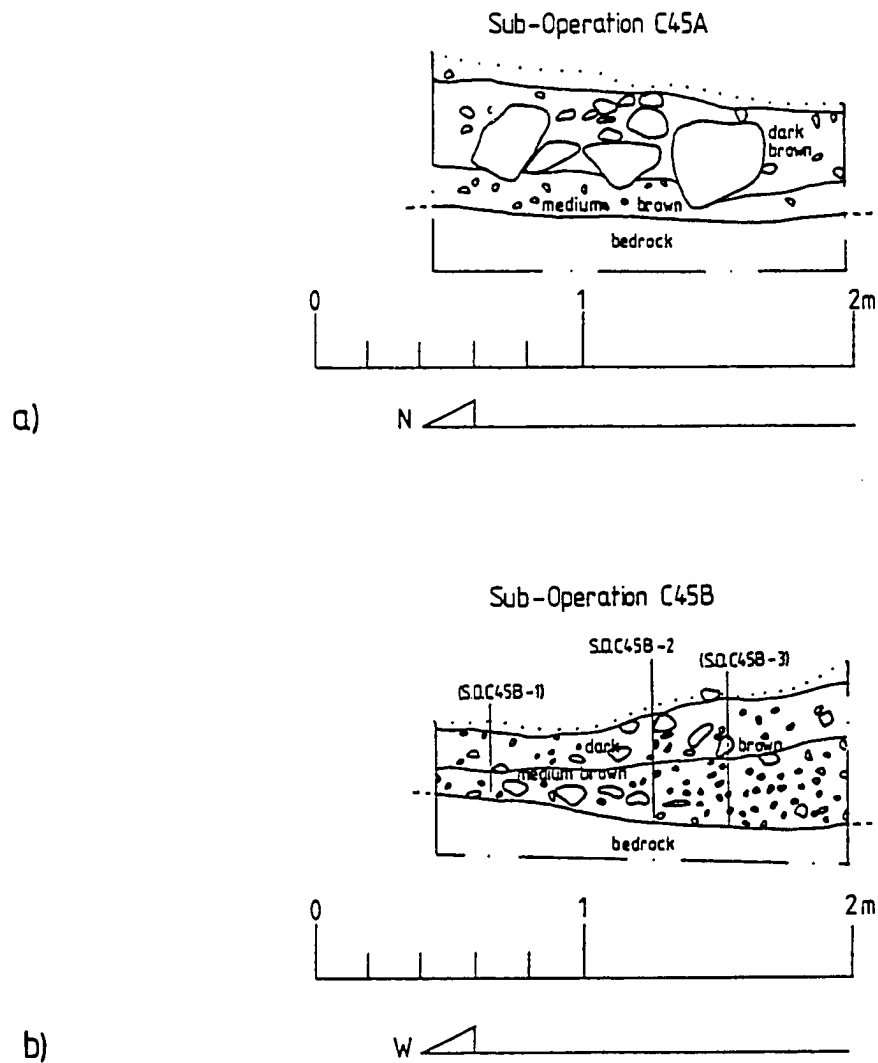 Sub-Operation C45A
dark
brown
medium brown
bedrock
0 1 2m
N
a)
Sub-Operation C45B
S.O.C45B-2
(S.O.C45B-1) (S.O.C45B-3)
dark brown
medium brown
bedrock
0 1 2m
W
b)